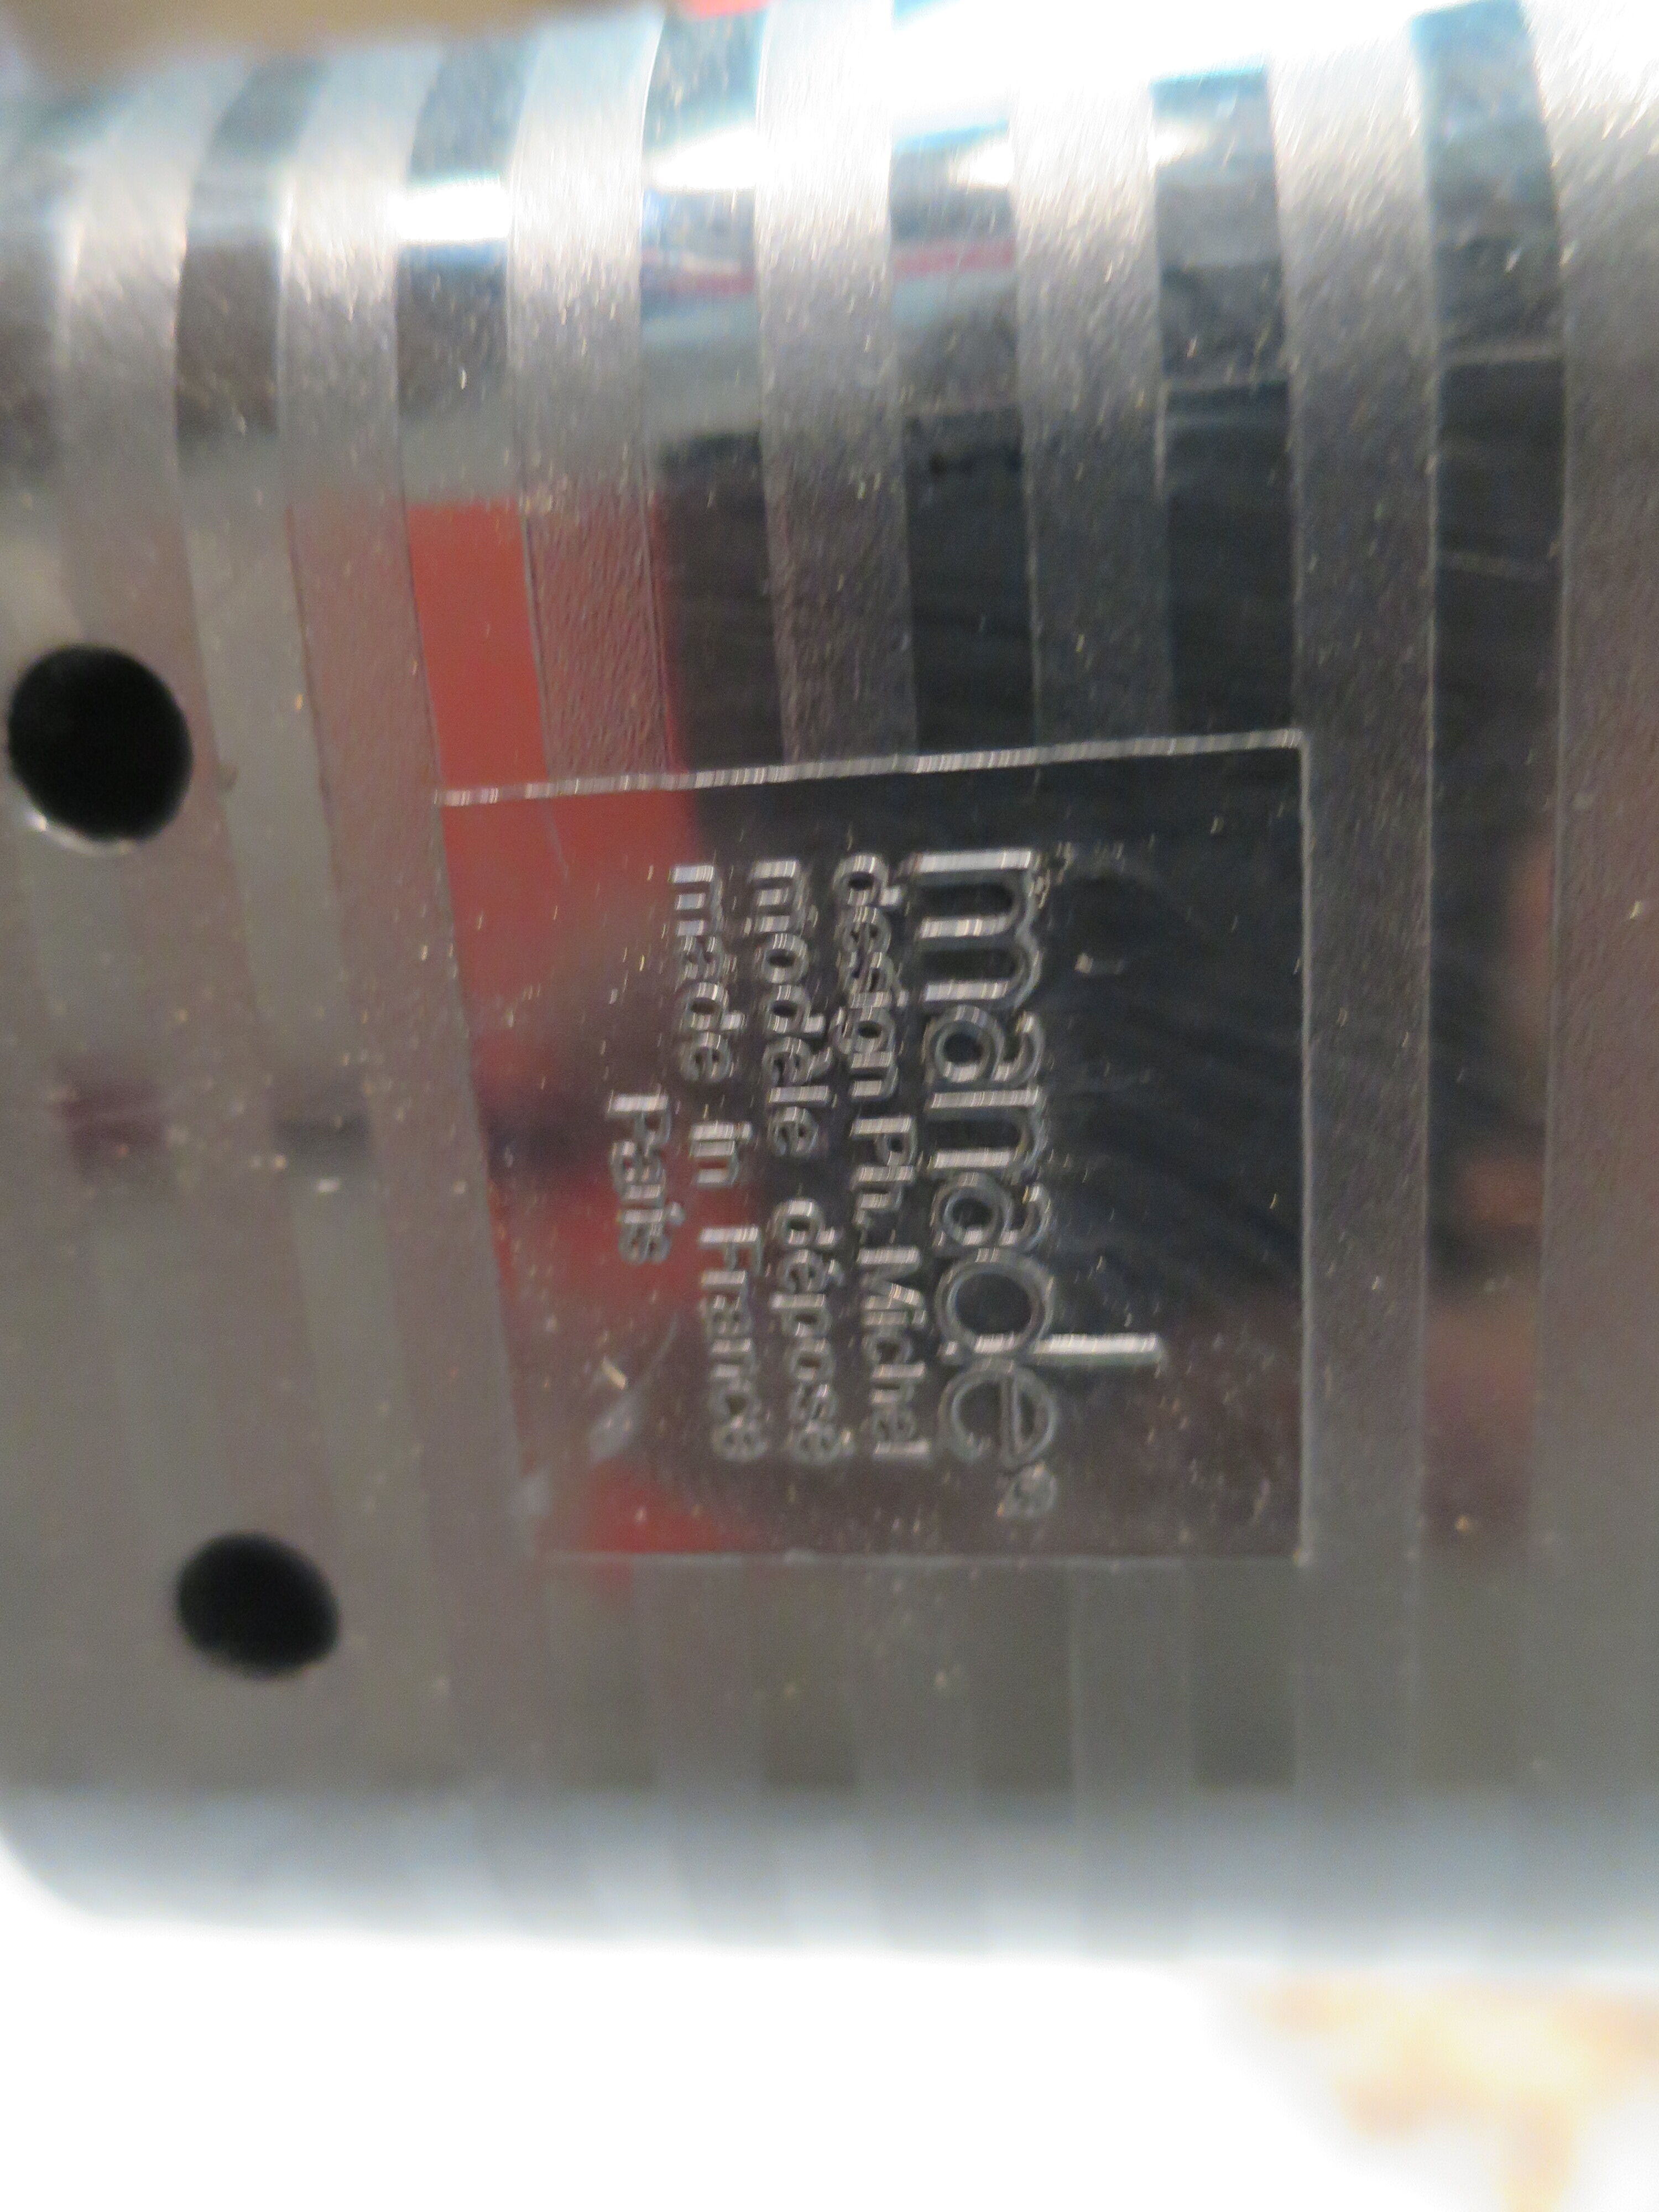 manade®
design Ph. Michel
modèle déposé
made in France
Paris